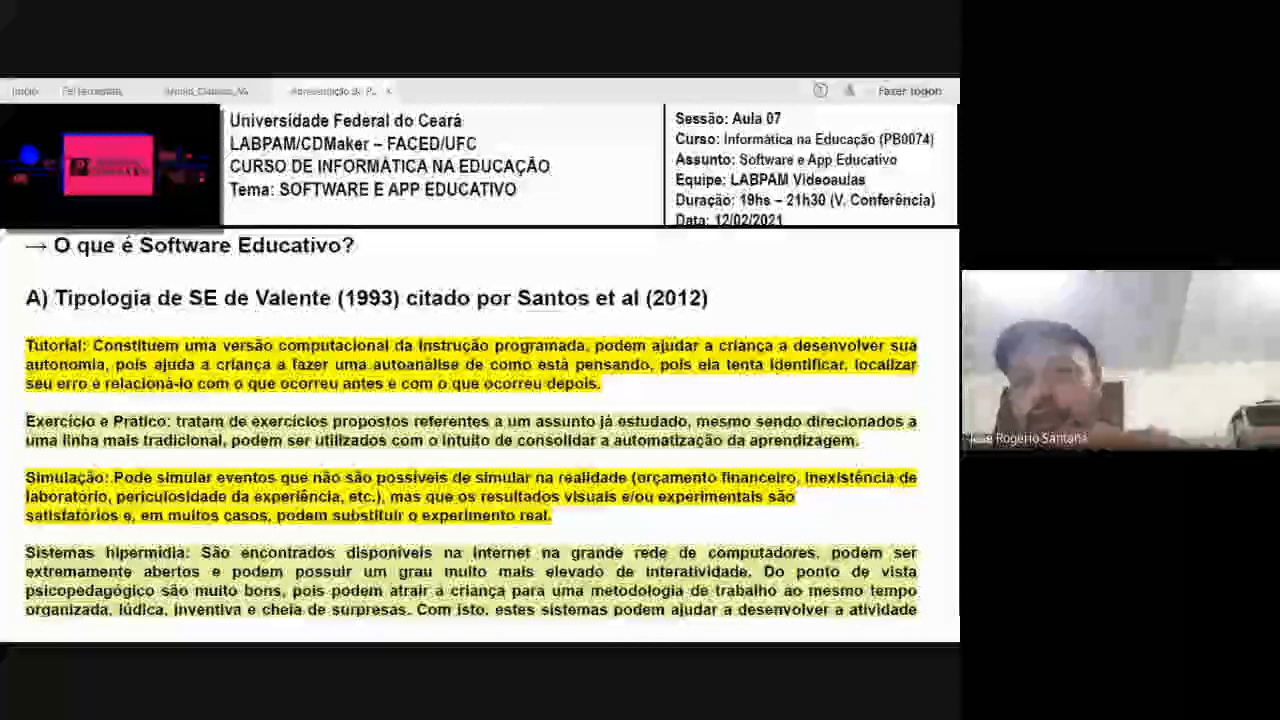 Início
Fazer logon
Universidade Federal do Ceará
LABPAM/CDMaker – FACED/UFC
CURSO DE INFORMÁTICA NA EDUCAÇÃO
Tema: SOFTWARE E APP EDUCATIVO
Sessão: Aula 07
Curso: Informática na Educação (PB0074)
Assunto: Software e App Educativo
Equipe: LABPAM Videoaulas
Duração: 19hs – 21h30 (V. Conferência)
Data: 12/02/2021
→ O que é Software Educativo?
A) Tipologia de SE de Valente (1993) citado por Santos et al (2012)
Tutorial: Constituem uma versão computacional da instrução programada, podem ajudar a criança a desenvolver sua
autonomia, pois ajuda a criança a fazer uma autoanálise de como está pensando, pois ela tenta identificar, localizar
seu erro e relacioná-lo com o que ocorreu antes e com o que ocorreu depois.
Exercício e Prático: tratam de exercícios propostos referentes a um assunto já estudado, mesmo sendo direcionados a
uma linha mais tradicional, podem ser utilizados com o intuito de consolidar a automatização da aprendizagem.
Simulação: Pode simular eventos que não são possíveis de simular na realidade (orçamento financeiro, inexistência de
laboratório, periculosidade da experiência, etc.), mas que os resultados visuais e/ou experimentais são
satisfatórios e, em muitos casos, podem substituir o experimento real.
Sistemas hipermídia: São encontrados disponíveis na internet na grande rede de computadores, podem ser
extremamente abertos e podem possuir um grau muito mais elevado de interatividade. Do ponto de vista
psicopedagógico são muito bons, pois podem atrair a criança para uma metodologia de trabalho ao mesmo tempo
organizada, lúdica, inventiva e cheia de surpresas. Com isto, estes sistemas podem ajudar a desenvolver a atividade
Jose Rogerio Santana